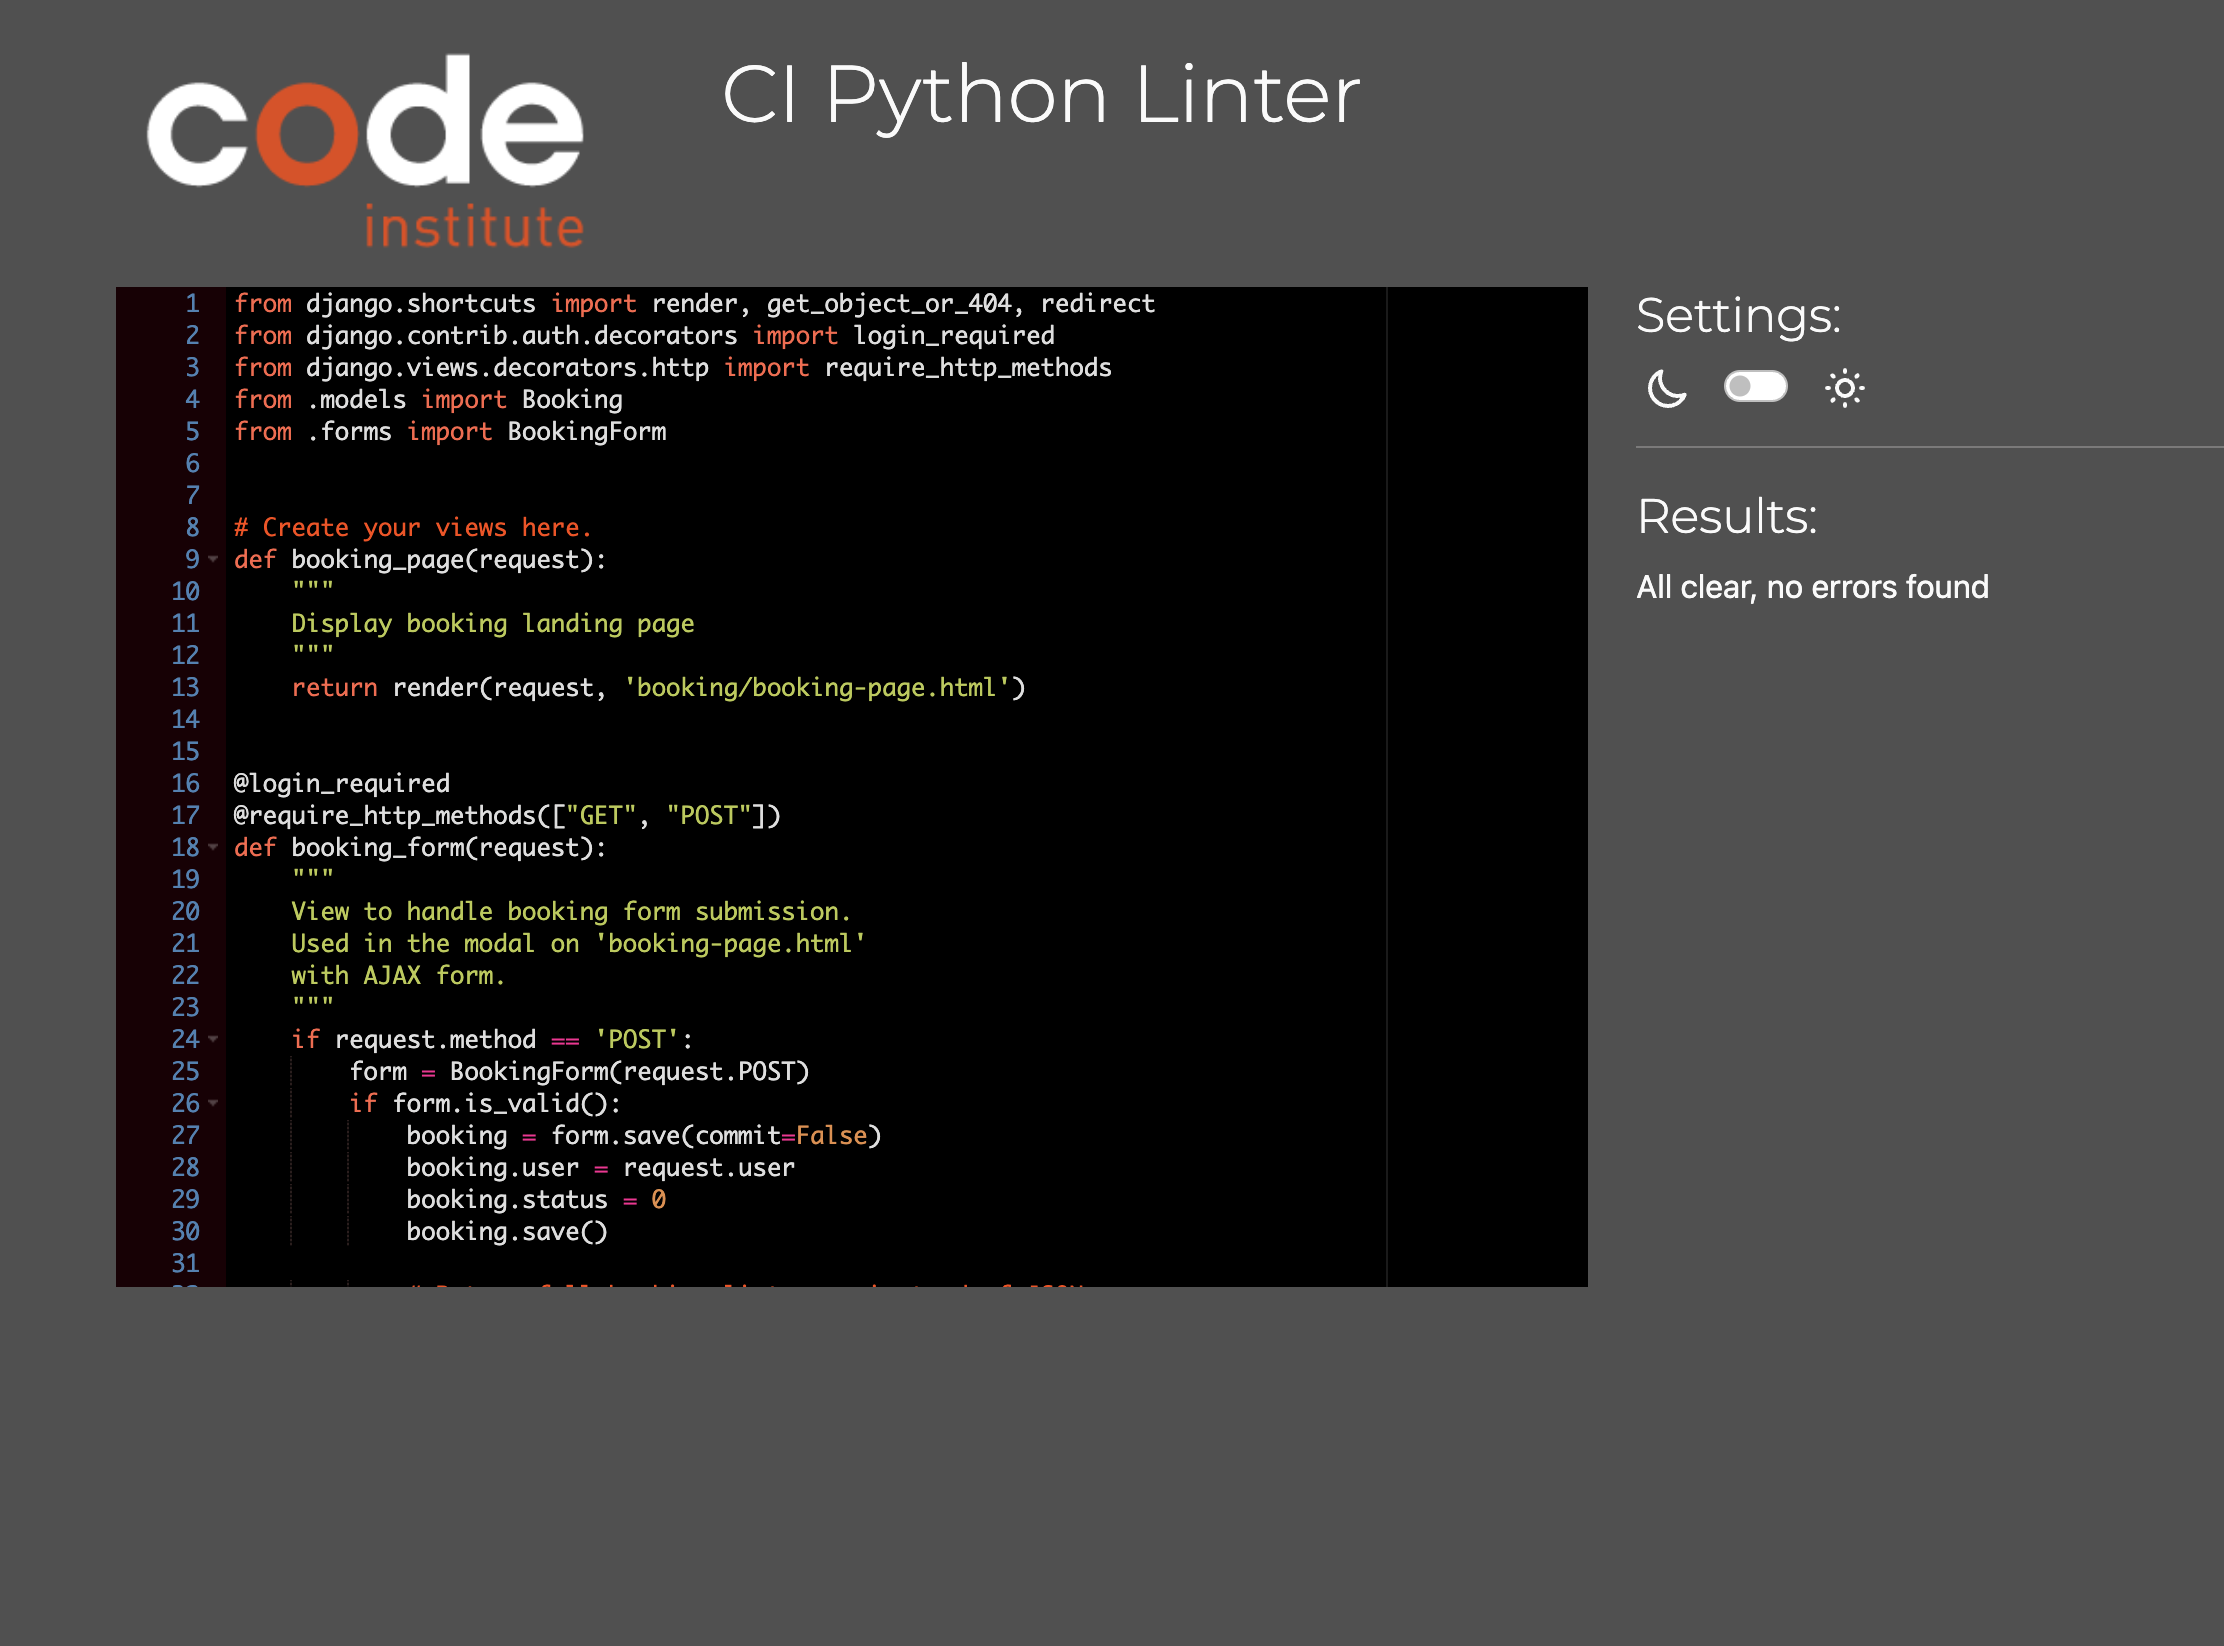 code
institute
CI Python Linter
1 from django.shortcuts import render, get_object_or_404, redirect
2 from django.contrib.auth.decorators import login_required
3 from django.views.decorators.http import require_http_methods
4 from .models import Booking
5 from .forms import BookingForm
6
7
8 # Create your views here.
9 def booking_page(request):
10     """
11     Display booking landing page
12     """
13     return render(request, 'booking/booking-page.html')
14
15
16 @login_required
17 @require_http_methods(["GET", "POST"])
18 def booking_form(request):
19     """
20     View to handle booking form submission.
21     Used in the modal on 'booking-page.html'
22     with AJAX form.
23     """
24     if request.method == 'POST':
25         form = BookingForm(request.POST)
26         if form.is_valid():
27             booking = form.save(commit=False)
28             booking.user = request.user
29             booking.status = 0
30             booking.save()
31
Settings:
Results:
All clear, no errors found